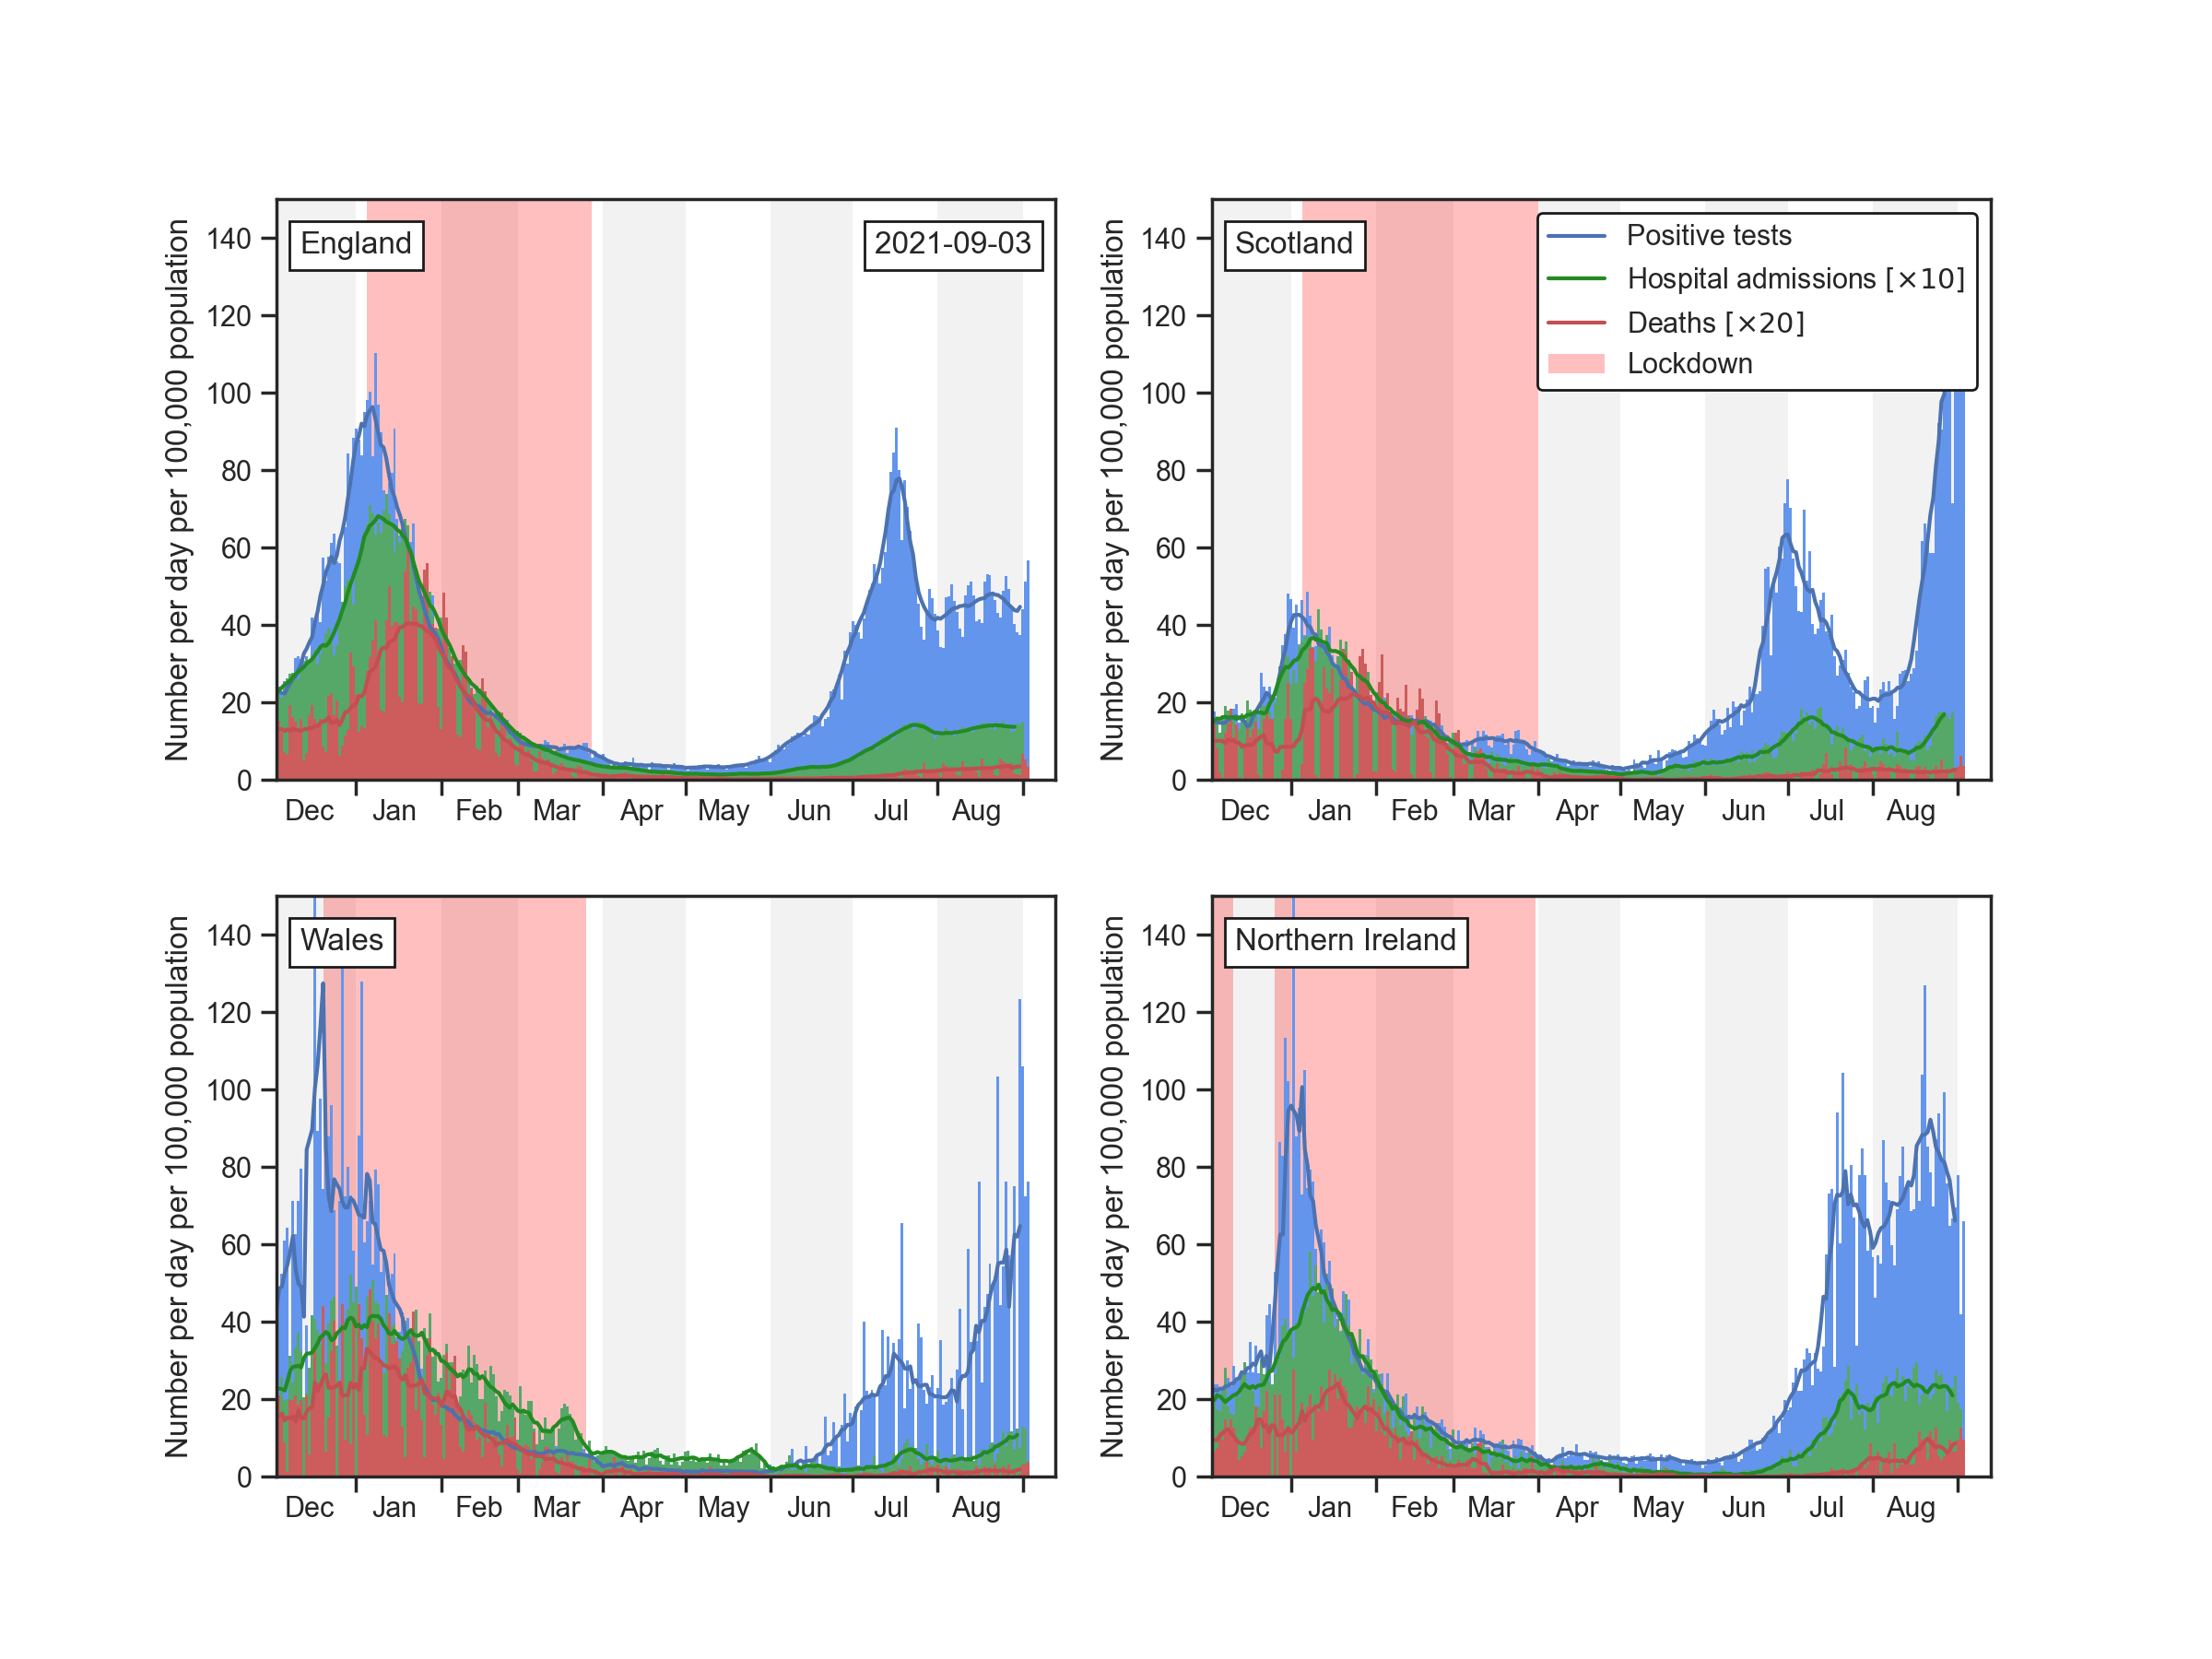 England
2021-09-03
Number per day per 100,000 population
140
120
100
80
60
40
20
0
Dec Jan Feb Mar Apr May Jun Jul Aug
Scotland
Positive tests
Hospital admissions [×10]
Deaths [×20]
Lockdown
Number per day per 100,000 population
140
120
100
80
60
40
20
0
Dec Jan Feb Mar Apr May Jun Jul Aug
Wales
Number per day per 100,000 population
140
120
100
80
60
40
20
0
Dec Jan Feb Mar Apr May Jun Jul Aug
Northern Ireland
Number per day per 100,000 population
140
120
100
80
60
40
20
0
Dec Jan Feb Mar Apr May Jun Jul Aug